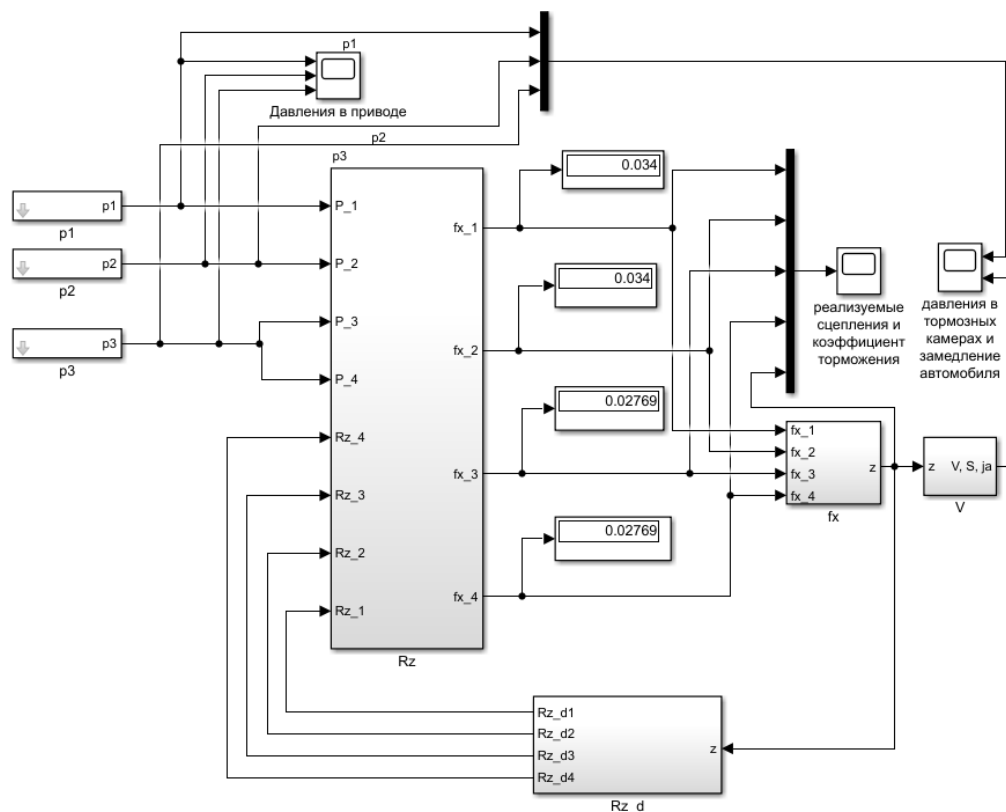 p1
Давления в приводе
p2
p3
p1
p1
p2
p2
p3
p3
P_1
P_2
P_3
P_4
Rz_4
Rz_3
Rz_2
Rz_1
fx_1
fx_2
fx_3
fx_4
Rz
0.034
0.034
0.02769
0.02769
реализуемые
сцепления и
коэффициент
торможения
давления в
тормозных
камерах и
замедление
автомобиля
fx_1
fx_2
fx_3
fx_4
z
fx
z
V, S, ja
V
Rz_d1
Rz_d2
Rz_d3
Rz_d4
z
Rz_d